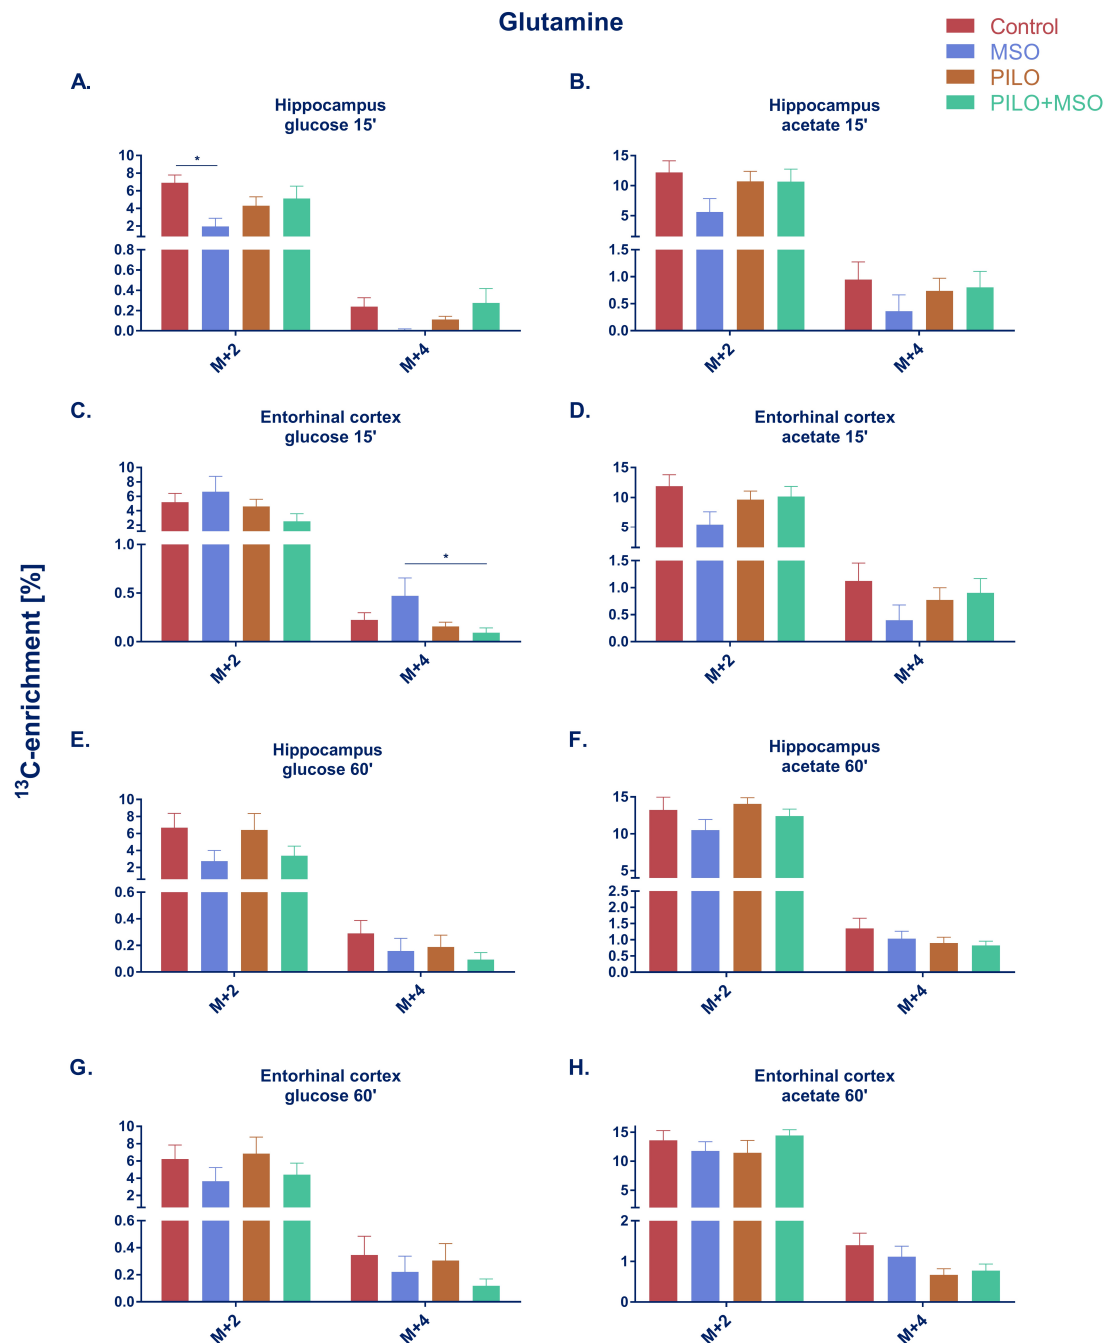 Glutamine
Control
MSO
PILO
PILO+MSO
13C-enrichment [%]
A.
Hippocampus
glucose 15'
10
8
6
4
2
0.8
0.6
0.4
0.2
0.0
*
M+2
M+4
B.
Hippocampus
acetate 15'
15
10
5
1.5
1.0
0.5
0.0
M+2
M+4
C.
Entorhinal cortex
glucose 15'
10
8
6
4
2
1.0
0.5
0.0
*
M+2
M+4
D.
Entorhinal cortex
acetate 15'
15
10
5
1.5
1.0
0.5
0.0
M+2
M+4
E.
Hippocampus
glucose 60'
10
8
6
4
2
0.6
0.4
0.2
0.0
M+2
M+4
F.
Hippocampus
acetate 60'
15
10
5
2.5
2.0
1.5
1.0
0.5
0.0
M+2
M+4
G.
Entorhinal cortex
glucose 60'
10
8
6
4
2
0.6
0.4
0.2
0.0
M+2
M+4
H.
Entorhinal cortex
acetate 60'
15
10
5
2
1
0
M+2
M+4